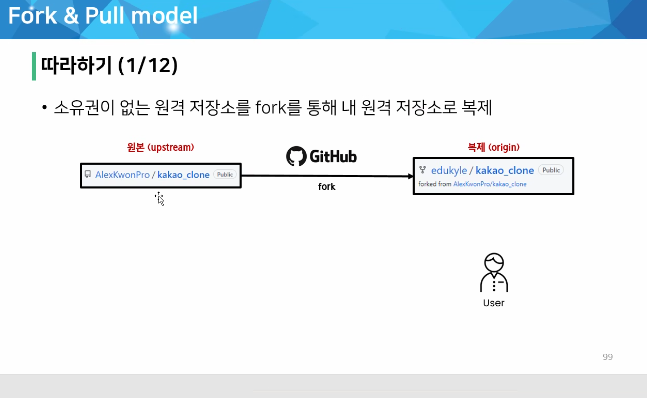 Fork & Pull model
따라하기 (1/12)
• 소유권이 없는 원격 저장소를 fork를 통해 내 원격 저장소로 복제
원본 (upstream)
GitHub
복제 (origin)
AlexKwonPro / kakao_clone Public
fork
edukyle / kakao_clone Public
forked from AlexKwonPro/kakao_clone
User
99